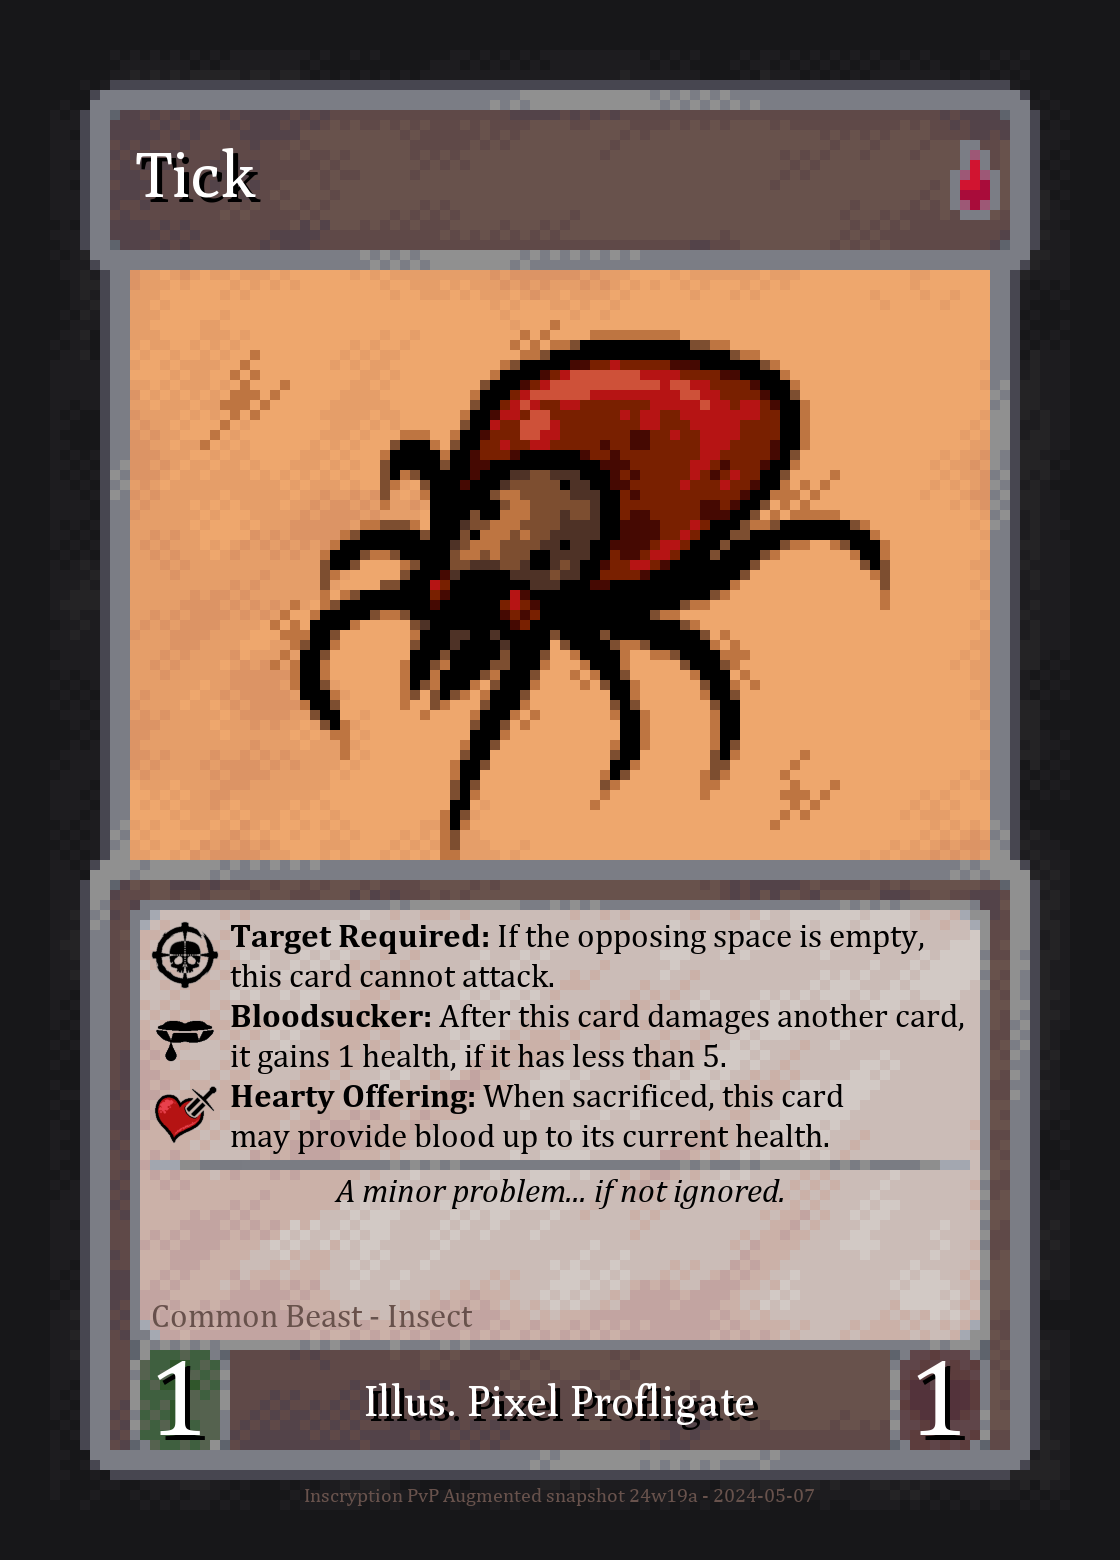 Tick
Target Required: If the opposing space is empty,
this card cannot attack.
Bloodsucker: After this card damages another card,
it gains 1 health, if it has less than 5.
Hearty Offering: When sacrificed, this card
may provide blood up to its current health.
A minor problem... if not ignored.
Common Beast - Insect
1
Illus. Pixel Profligate
1
Inscryption PvP Augmented snapshot 24w19a - 2024-05-07